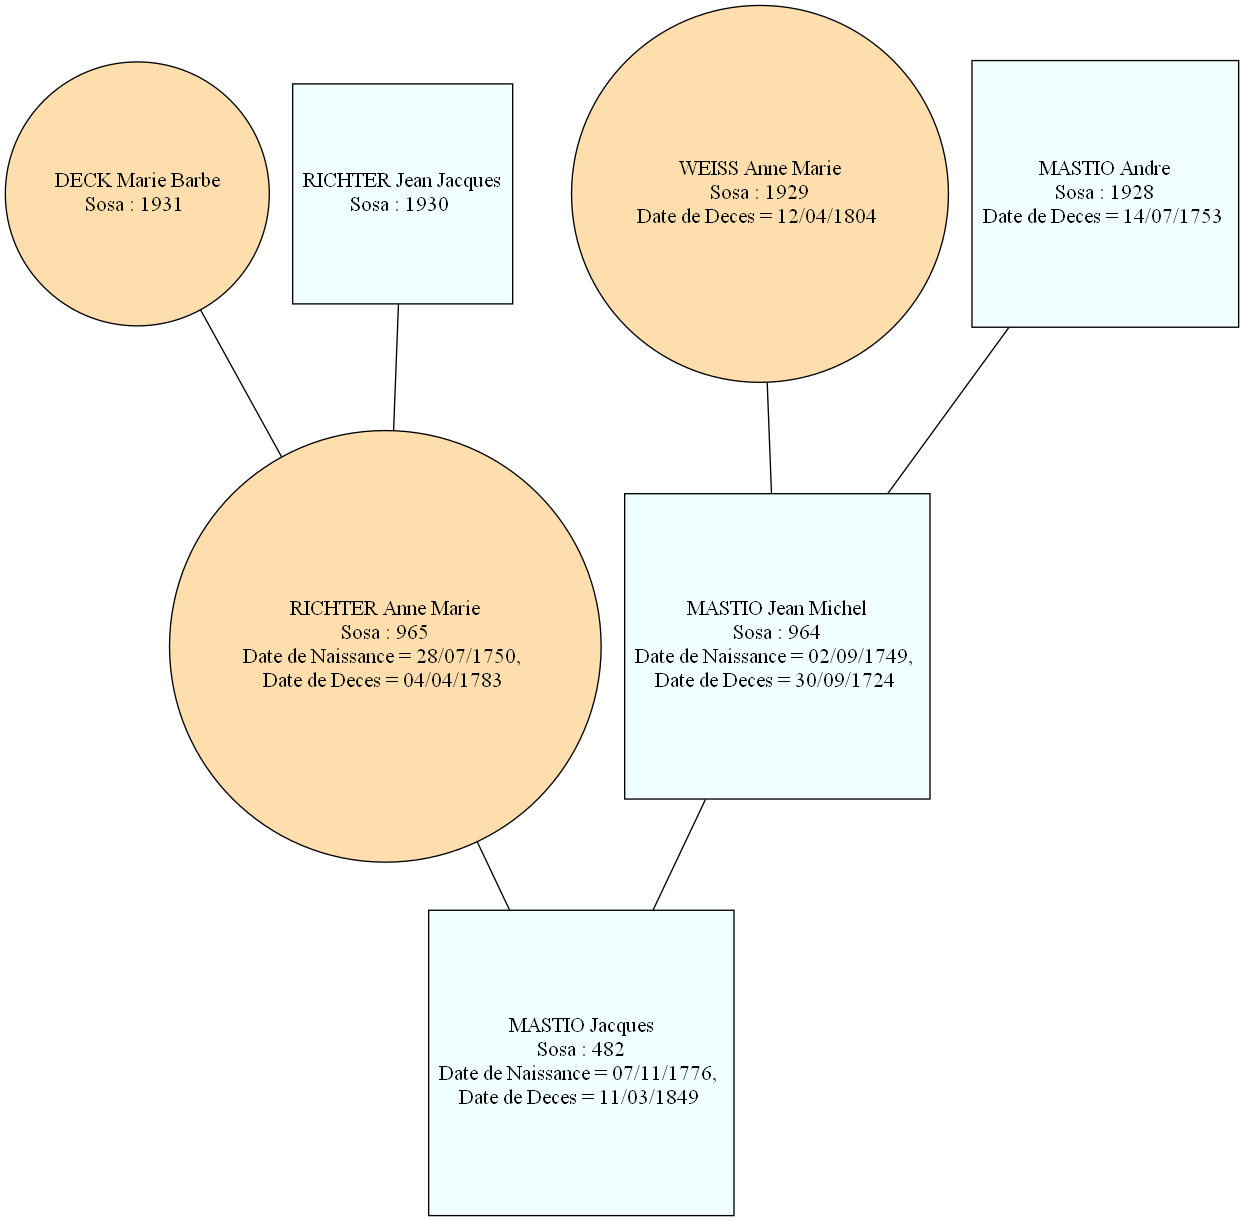 DECK Marie Barbe
Sosa : 1931
RICHTER Jean Jacques
Sosa : 1930
WEISS Anne Marie
Sosa : 1929
Date de Deces = 12/04/1804
MASTIO Andre
Sosa : 1928
Date de Deces = 14/07/1753
RICHTER Anne Marie
Sosa : 965
Date de Naissance = 28/07/1750,
Date de Deces = 04/04/1783
MASTIO Jean Michel
Sosa : 964
Date de Naissance = 02/09/1749,
Date de Deces = 30/09/1724
MASTIO Jacques
Sosa : 482
Date de Naissance = 07/11/1776,
Date de Deces = 11/03/1849